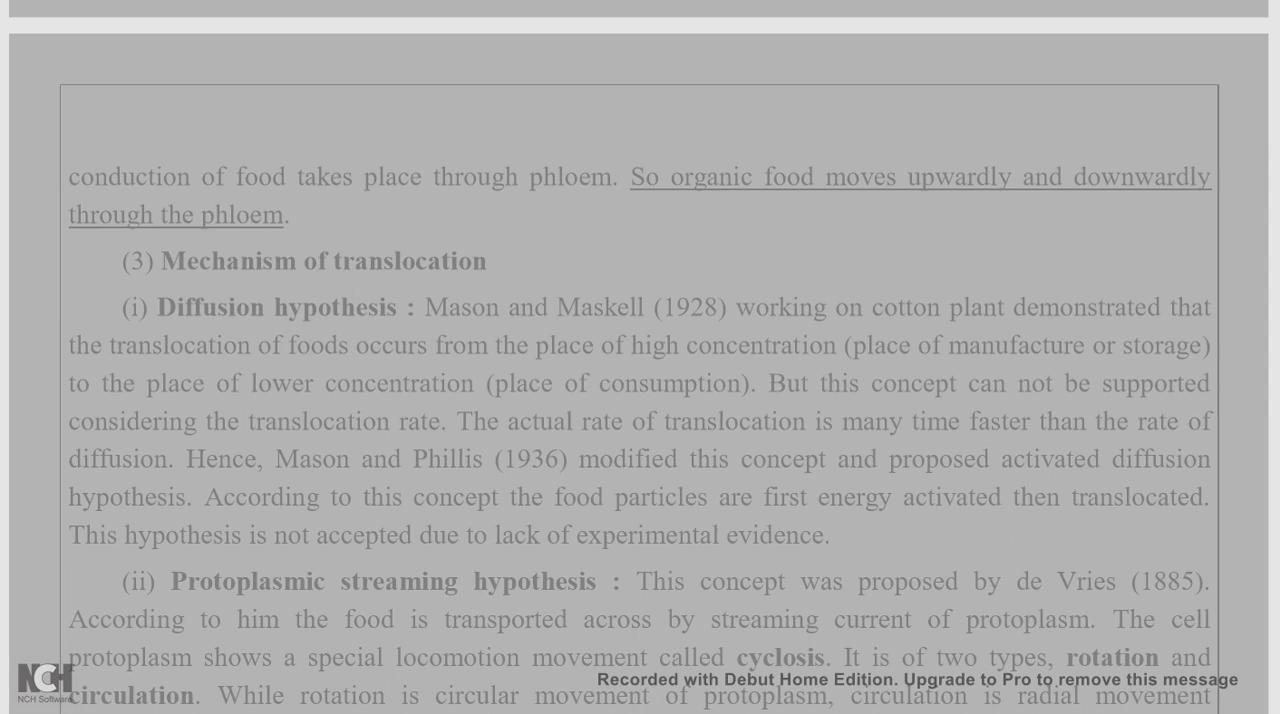 conduction of food takes place through phloem. So organic food moves upwardly and downwardly
through the phloem.
(3) Mechanism of translocation
(i) Diffusion hypothesis : Mason and Maskell (1928) working on cotton plant demonstrated that
the translocation of foods occurs from the place of high concentration (place of manufacture or storage)
to the place of lower concentration (place of consumption). But this concept can not be supported
considering the translocation rate. The actual rate of translocation is many time faster than the rate of
diffusion. Hence, Mason and Phillis (1936) modified this concept and proposed activated diffusion
hypothesis. According to this concept the food particles are first energy activated then translocated.
This hypothesis is not accepted due to lack of experimental evidence.
(ii) Protoplasmic streaming hypothesis : This concept was proposed by de Vries (1885).
According to him the food is transported across by streaming current of protoplasm. The cell
protoplasm shows a special locomotion movement called cyclosis. It is of two types, rotation and
circulation. While rotation is circular movement of protoplasm, circulation is radial movement
Recorded with Debut Home Edition. Upgrade to Pro to remove this message
NCH
NCH Software